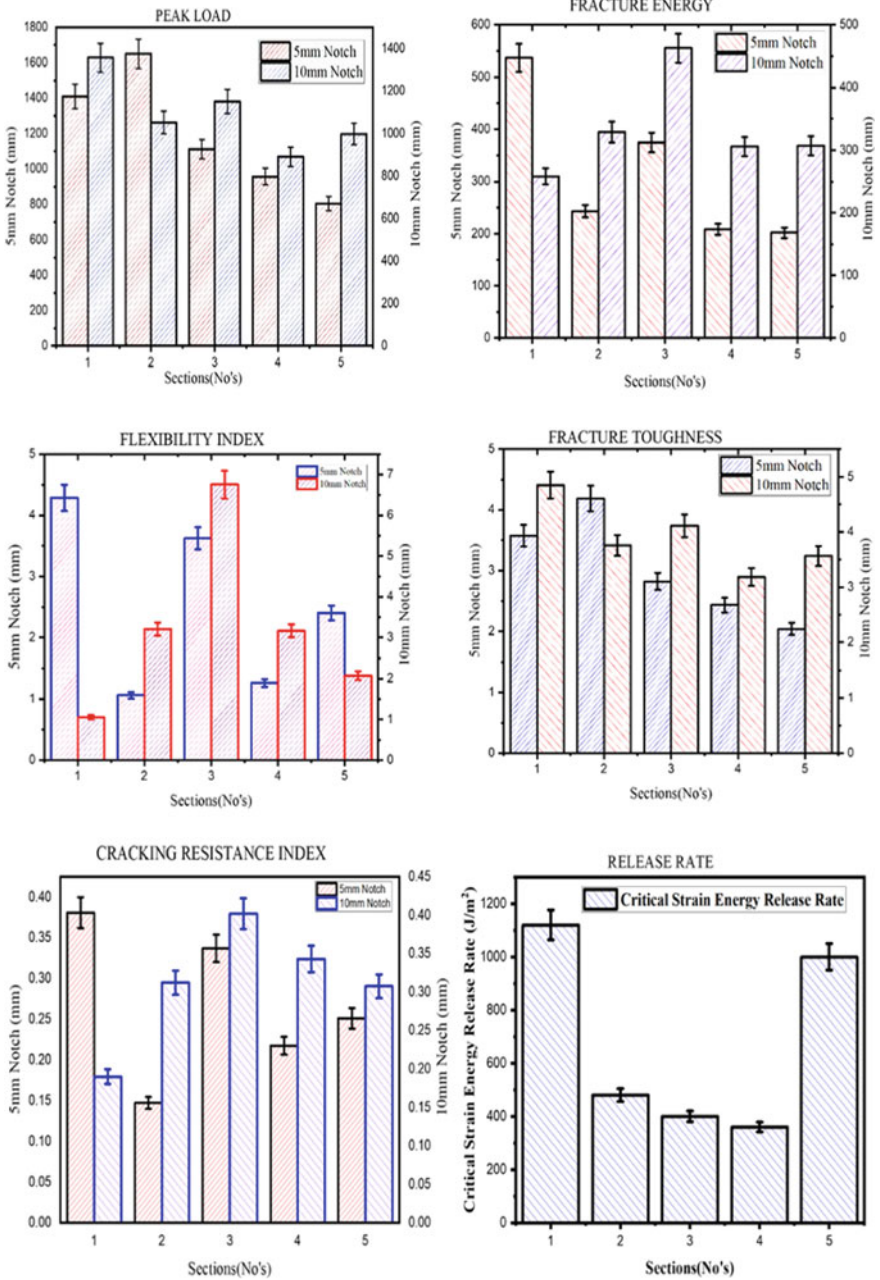 PEAK LOAD
5mm Notch
10mm Notch
5mm Notch (mm)
1800
1600
1400
1200
1000
800
600
400
200
0
10mm Notch (mm)
1400
1200
1000
800
600
400
200
0
1 2 3 4 5
Sections(No's)
FRACTURE ENERGY
5mm Notch
10mm Notch
5mm Notch (mm)
600
550
500
450
400
350
300
250
200
150
100
50
0
10mm Notch (mm)
500
400
300
200
100
0
1 2 3 4 5
Sections(No's)
FLEXIBILITY INDEX
5mm Notch
10mm Notch
5mm Notch (mm)
5
4
3
2
1
0
10mm Notch (mm)
7
6
5
4
3
2
1
0
1 2 3 4 5
Sections(No's)
FRACTURE TOUGHNESS
5mm Notch
10mm Notch
5mm Notch (mm)
5
4
3
2
1
0
10mm Notch (mm)
5
4
3
2
1
0
1 2 3 4 5
Sections(No's)
CRACKING RESISTANCE INDEX
5mm Notch
10mm Notch
5mm Notch (mm)
0.40
0.35
0.30
0.25
0.20
0.15
0.10
0.05
0.00
10mm Notch (mm)
0.45
0.40
0.35
0.30
0.25
0.20
0.15
0.10
0.05
0.00
1 2 3 4 5
Sections(No's)
RELEASE RATE
Critical Strain Energy Release Rate
Critical Strain Energy Release Rate (J/m²)
1200
1000
800
600
400
200
0
1 2 3 4 5
Sections(No's)